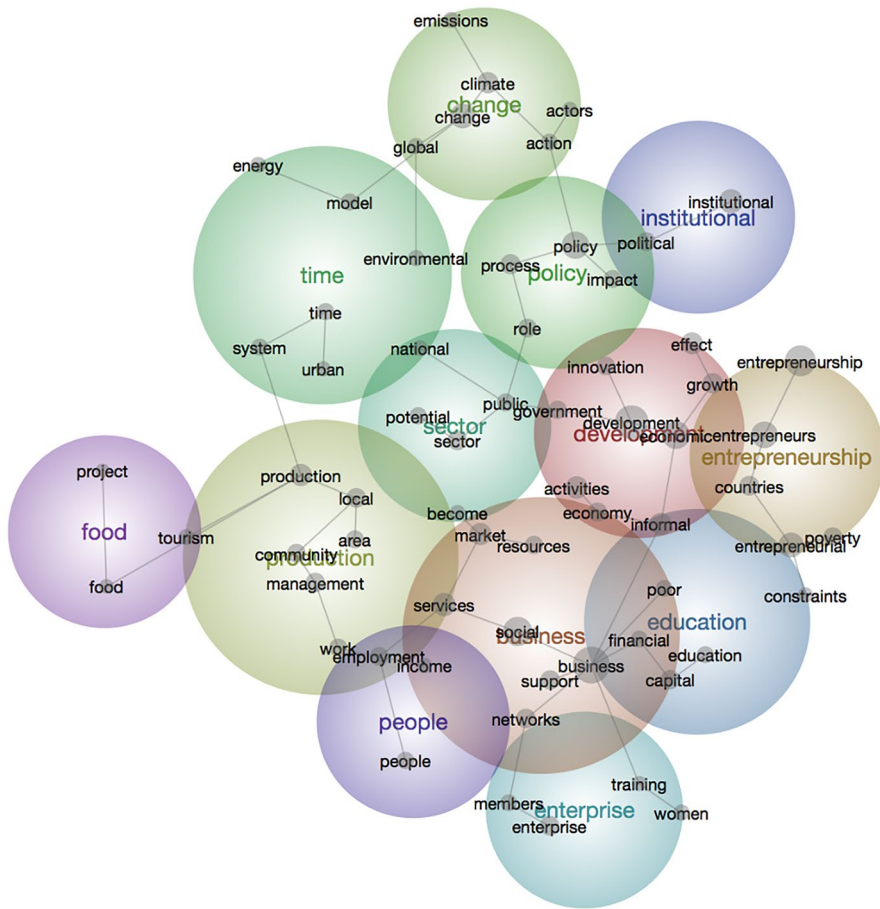 emissions
climate
change
change
actors
action
global
energy
model
institutional
institutional
political
policy
process
policy
impact
environmental
time
time
system
urban
role
national
effect
innovation
entrepreneurship
growth
public
government
potential
sector
sector
development
development
economic
entrepreneurs
entrepreneurship
project
production
countries
activities
local
become
economy
informal
food
tourism
area
market
resources
poverty
entrepreneurial
community
production
management
food
poor
constraints
services
education
social
business
financial
work
employment
income
business
education
support
capital
people
networks
people
training
members
enterprise
women
enterprise